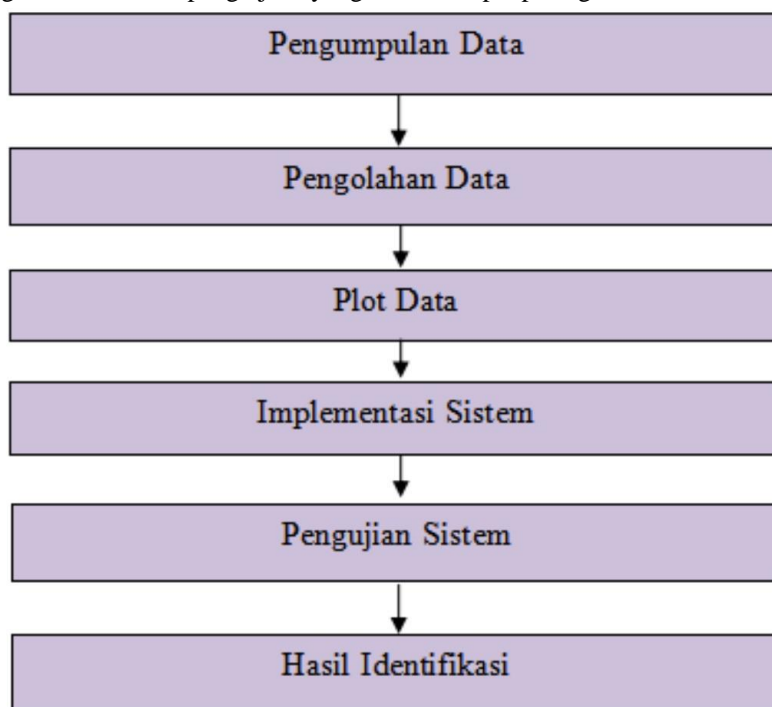 Pengumpulan Data
Pengolahan Data
Plot Data
Implementasi Sistem
Pengujian Sistem
Hasil Identifikasi